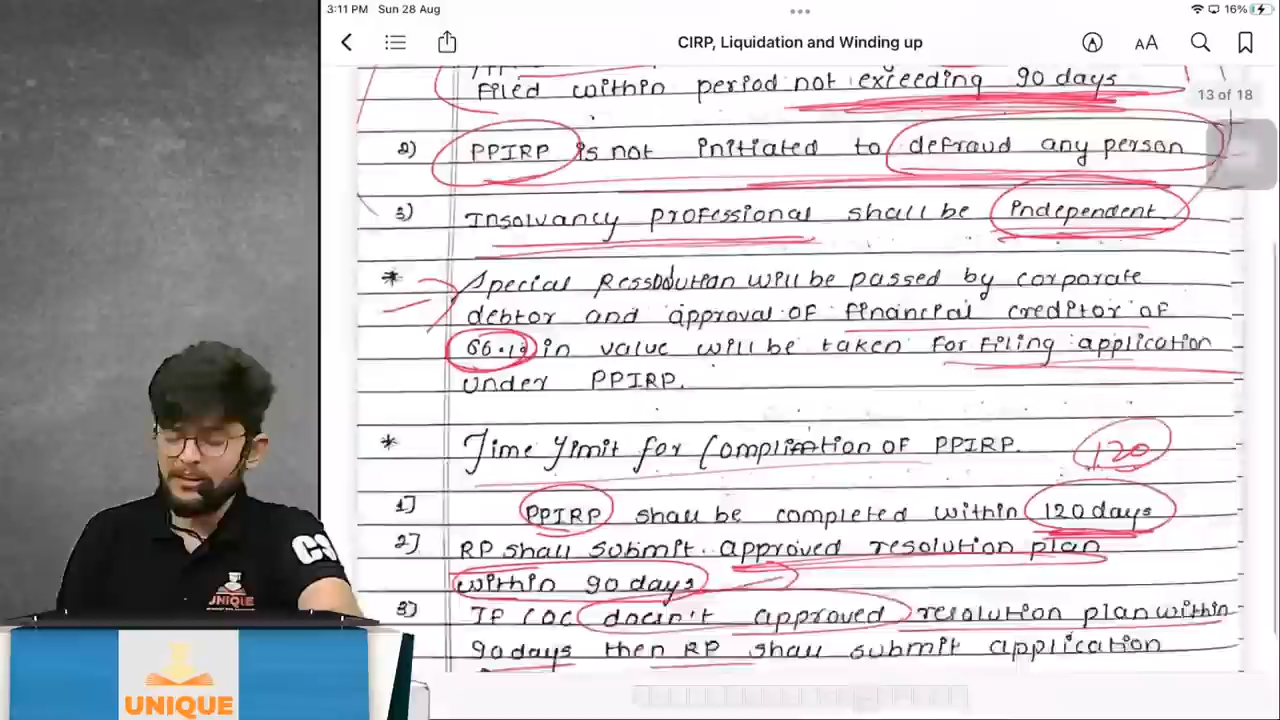 3:11 PM Sun 28 Aug
16%
CIRP, Liquidation and Winding up
AA
13 of 18
Filed within period not exieeding 90 days
2) PPIRP is not initiated to defraud any person
3) Insolvancy professional shall be independent
* Special Ressolution will be passed by corporate
debtor and approval of financial creditor of
66.1% in value will be taken for filing application
under PPIRP.
* Time limit for Complication of PPIRP. 120
1] PPIRP shall be completed within 120 days
2] RP shall submit approved resolution plan
within 90 days
3) IF COC doesn't approved resolution plan within
90 days then RP shall submit application
CS
UNIQUE
UNIQUE